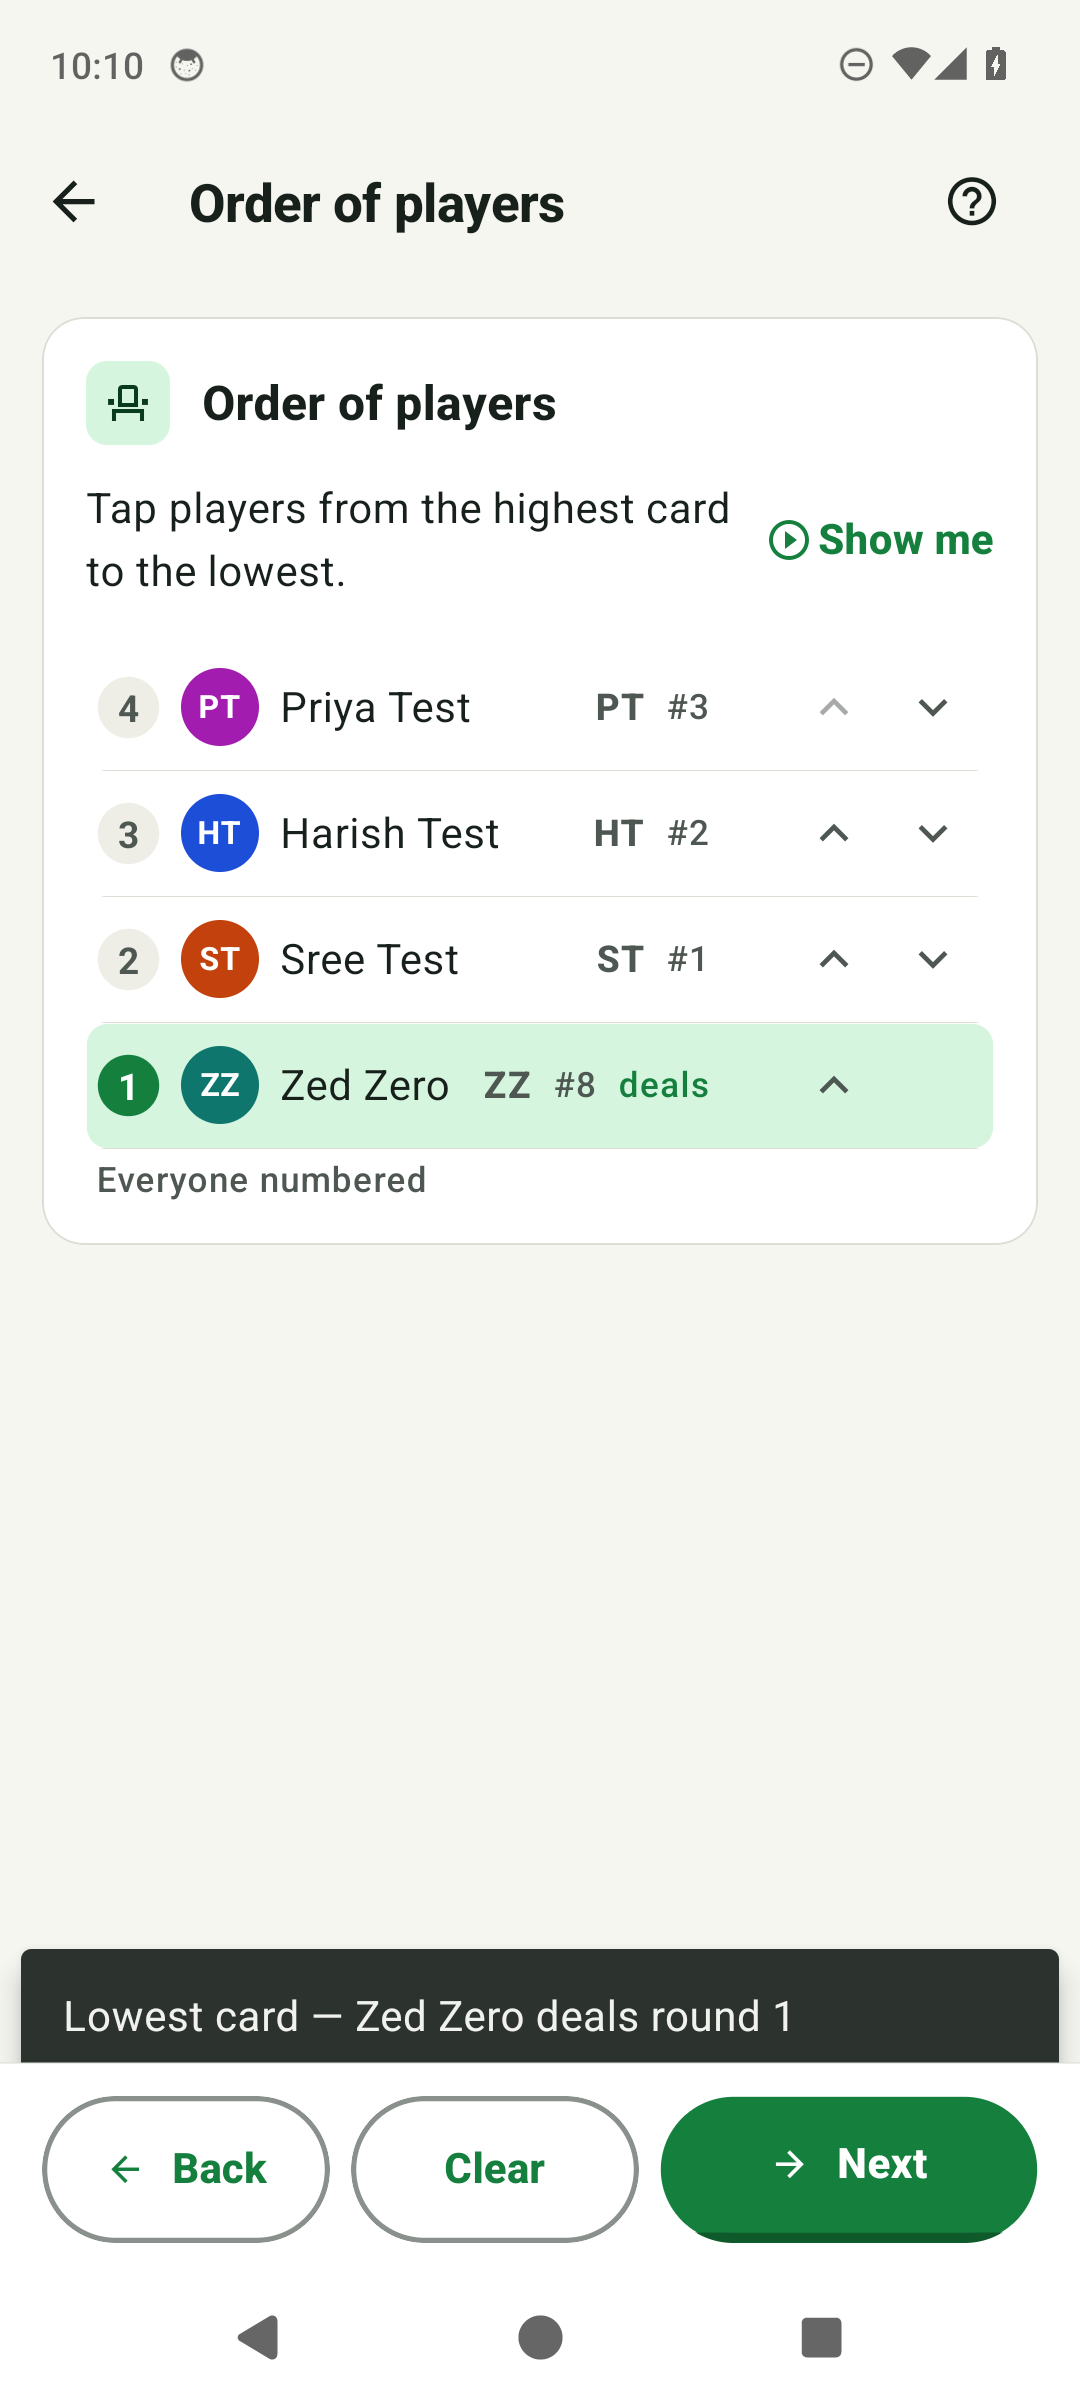 10:10
Order of players
Order of players
Tap players from the highest card
to the lowest.
Show me
4 PT Priya Test PT #3
3 HT Harish Test HT #2
2 ST Sree Test ST #1
1 ZZ Zed Zero ZZ #8 deals
Everyone numbered
Lowest card — Zed Zero deals round 1
Back Clear Next